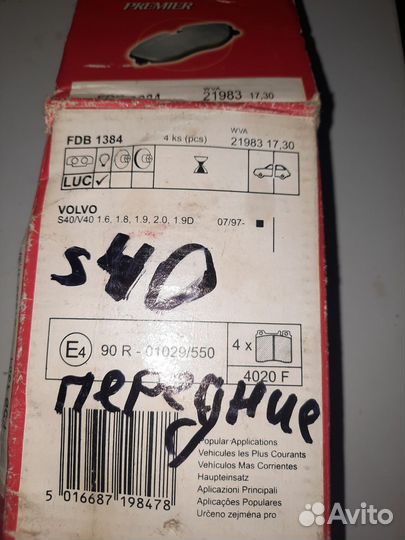 PREMIER
WVA
21983 17,30
FDB 1384
4 ks (pcs)
WVA
21983 17,30
LUC ✓
VOLVO
S40/V40 1.6, 1.8, 1.9, 2.0, 1.9D
07/97-
S40
E4
90 R - 01029/550
4 x
4020 F
передние
Popular Applications
Vehicules les Plus Courants
Vehículos Mas Corrientes
Haupteinsatz
Aplicazioni Principali
Aplicações Populares
Určeno zejména pro
5 016687 198478
Avito